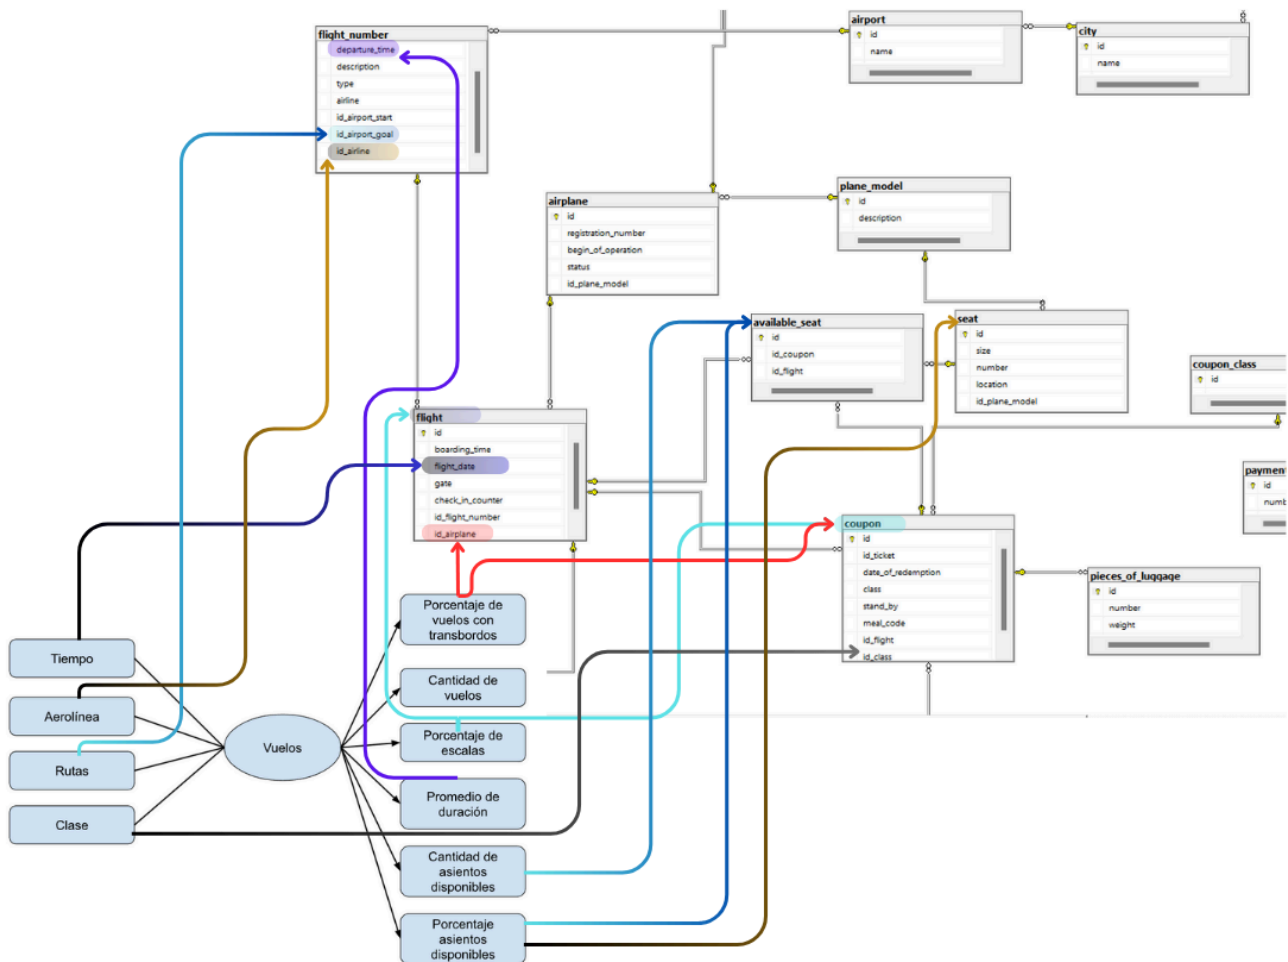 flight_number
departure_time
description
type
airline
id_airport_start
id_airport_goal
id_airline
airport
id
name
city
id
name
airplane
id
registration_number
begin_of_operation
status
id_plane_model
plane_model
id
description
available_seat
id
id_coupon
id_flight
seat
id
size
number
location
id_plane_model
coupon_class
id
flight
id
boarding_time
flight_date
gate
check_in_counter
id_flight_number
id_airplane
payment
id
numb
coupon
id
id_ticket
date_of_redemption
class
stand_by
meal_code
id_flight
id_class
pieces_of_luggage
id
number
weight
Tiempo
Aerolínea
Rutas
Clase
Vuelos
Porcentaje de
vuelos con
transbordos
Cantidad de
vuelos
Porcentaje de
escalas
Promedio de
duración
Cantidad de
asientos
disponibles
Porcentaje
asientos
disponibles